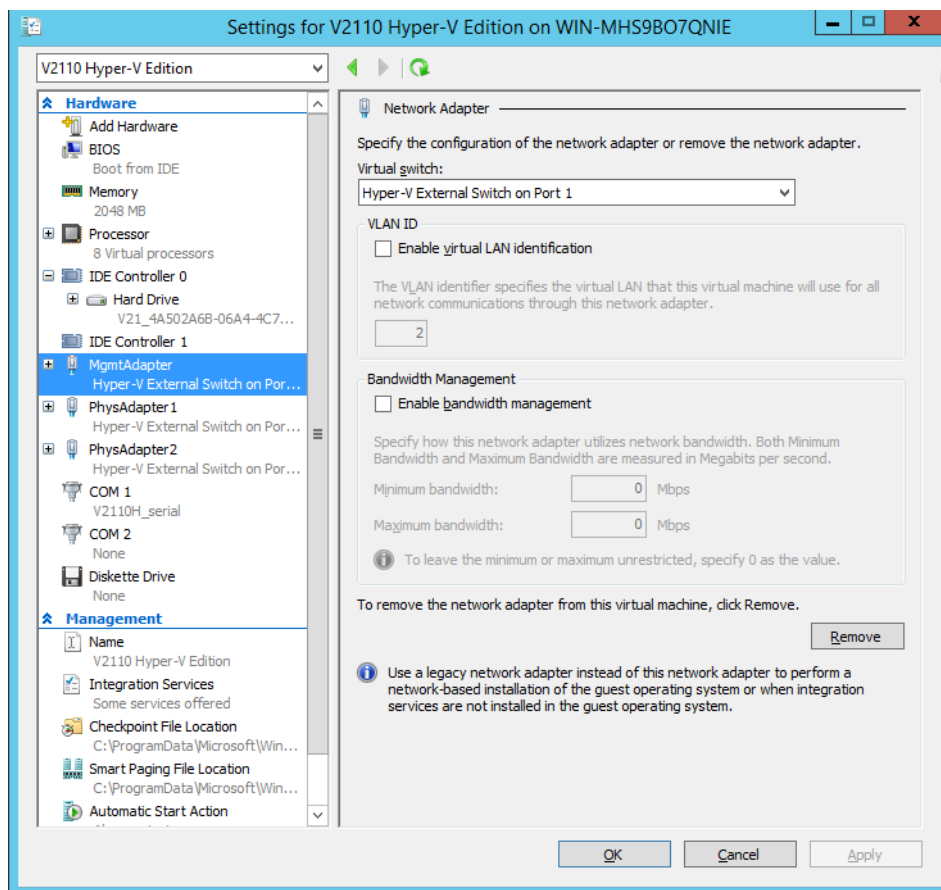 Settings for V2110 Hyper-V Edition on WIN-MHS9BO7QNIE
V2110 Hyper-V Edition
Hardware
Add Hardware
BIOS
Boot from IDE
Memory
2048 MB
Processor
8 Virtual processors
IDE Controller 0
Hard Drive
V21_4A502A6B-06A4-4C7...
IDE Controller 1
MgmtAdapter
Hyper-V External Switch on Por...
PhysAdapter1
Hyper-V External Switch on Por...
PhysAdapter2
Hyper-V External Switch on Por...
COM 1
V2110H_serial
COM 2
None
Diskette Drive
None
Management
Name
V2110 Hyper-V Edition
Integration Services
Some services offered
Checkpoint File Location
C:\ProgramData\Microsoft\Win...
Smart Paging File Location
C:\ProgramData\Microsoft\Win...
Automatic Start Action
Network Adapter
Specify the configuration of the network adapter or remove the network adapter.
Virtual switch:
Hyper-V External Switch on Port 1
VLAN ID
Enable virtual LAN identification
The VLAN identifier specifies the virtual LAN that this virtual machine will use for all
network communications through this network adapter.
2
Bandwidth Management
Enable bandwidth management
Specify how this network adapter utilizes network bandwidth. Both Minimum
Bandwidth and Maximum Bandwidth are measured in Megabits per second.
Minimum bandwidth: 0 Mbps
Maximum bandwidth: 0 Mbps
To leave the minimum or maximum unrestricted, specify 0 as the value.
To remove the network adapter from this virtual machine, click Remove.
Remove
Use a legacy network adapter instead of this network adapter to perform a
network-based installation of the guest operating system or when integration
services are not installed in the guest operating system.
OK Cancel Apply